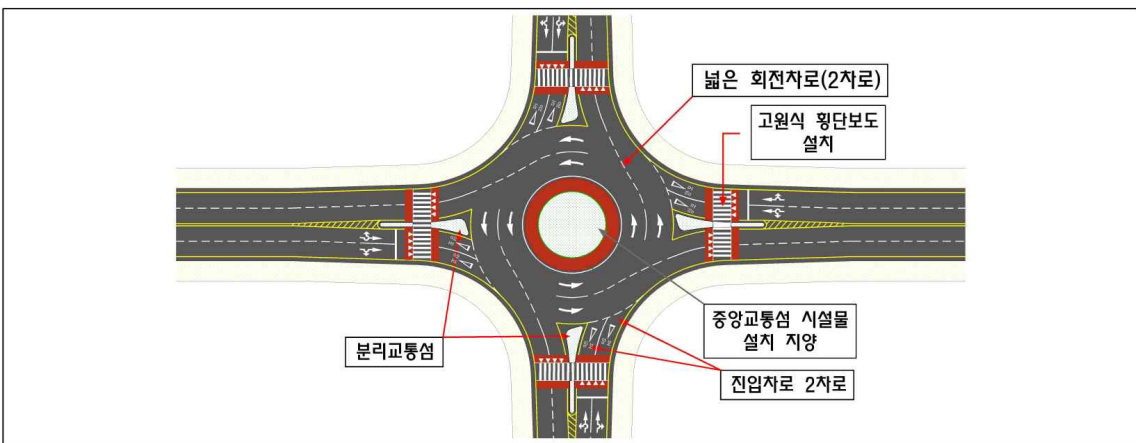 넓은 회전차로(2차로)
고원식 횡단보도
설치
분리교통섬
중앙교통섬 시설물
설치 지양
진입차로 2차로